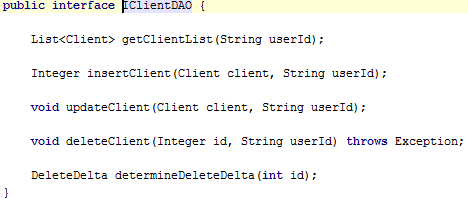 public interface IClientDAO {
List<Client> getClientList(String userId);
Integer insertClient(Client client, String userId);
void updateClient(Client client, String userId);
void deleteClient(Integer id, String userId) throws Exception;
DeleteDelta determineDeleteDelta(int id);
}